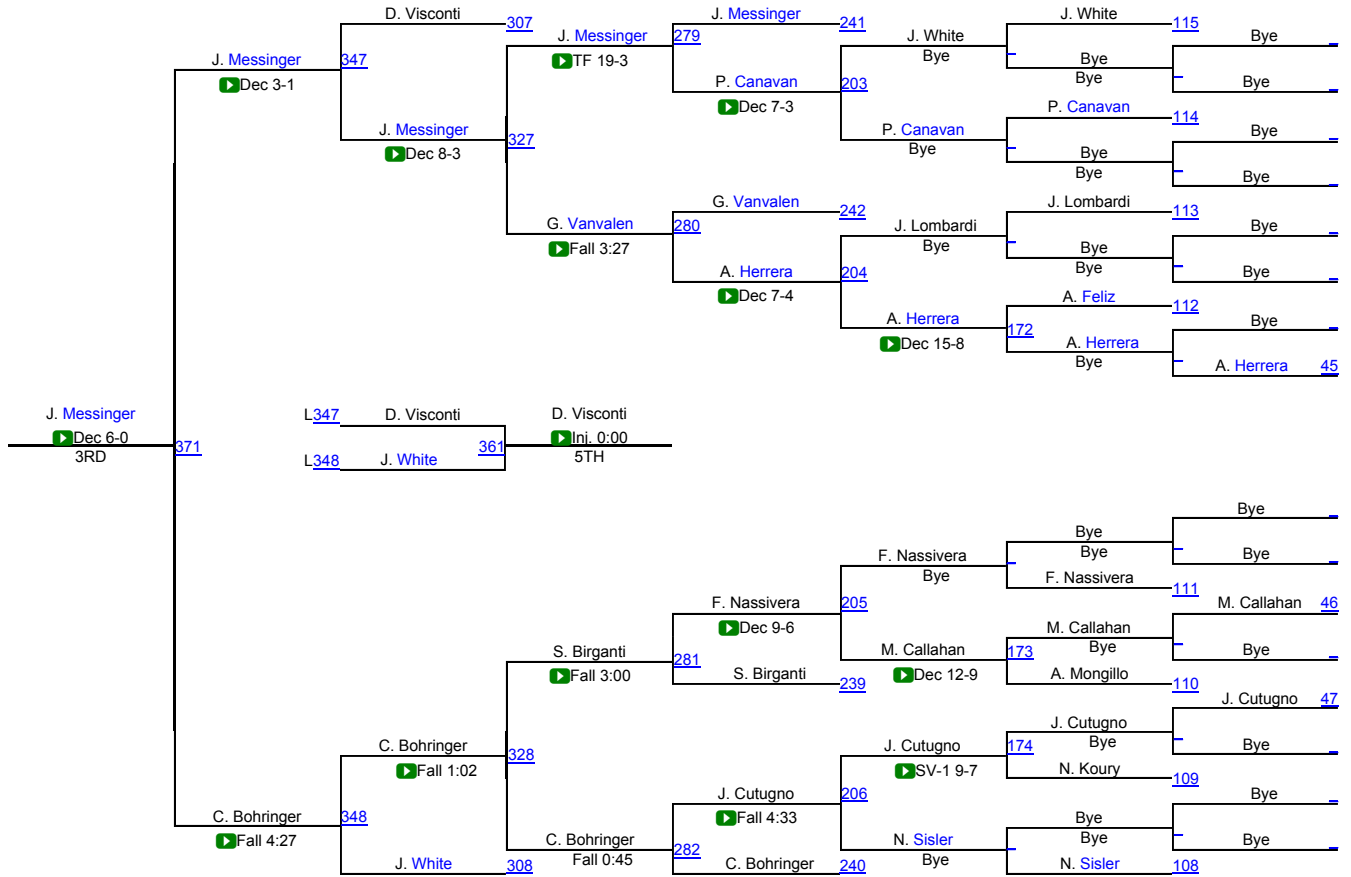 D. Visconti 307
J. Messinger 241
J. White 115
J. Messinger 279
J. White
Bye
Bye
TF 19-3
Bye
Bye
J. Messinger 347
Bye
P. Canavan 203
Bye
Dec 3-1
Dec 7-3
P. Canavan 114
J. Messinger 327
P. Canavan
Bye
Dec 8-3
Bye
Bye
Bye
Bye
G. Vanvalen 242
J. Lombardi 113
G. Vanvalen 280
J. Lombardi
Bye
Fall 3:27
Bye
Bye
A. Herrera 204
Bye
Bye
Dec 7-4
A. Feliz 112
A. Herrera 172
Bye
Dec 15-8
A. Herrera
Bye
A. Herrera 45
J. Messinger
L347 D. Visconti
D. Visconti
Dec 6-0 371
361 Inj. 0:00
3RD
L348 J. White
5TH
Bye
Bye
Bye
F. Nassivera
Bye
Bye
F. Nassivera 111
F. Nassivera 205
M. Callahan 46
Dec 9-6
M. Callahan
S. Birganti 281
M. Callahan 173
Bye
Bye
Fall 3:00
S. Birganti 239
Dec 12-9
A. Mongillo 110
J. Cutugno 47
J. Cutugno
C. Bohringer 328
J. Cutugno 174
Bye
Bye
Fall 1:02
SV-1 9-7
N. Koury 109
J. Cutugno 206
Bye
C. Bohringer 348
Fall 4:33
Bye
Fall 4:27
C. Bohringer 282
N. Sisler
Bye
Bye
Fall 0:45
Bye
J. White 308
C. Bohringer 240
N. Sisler 108